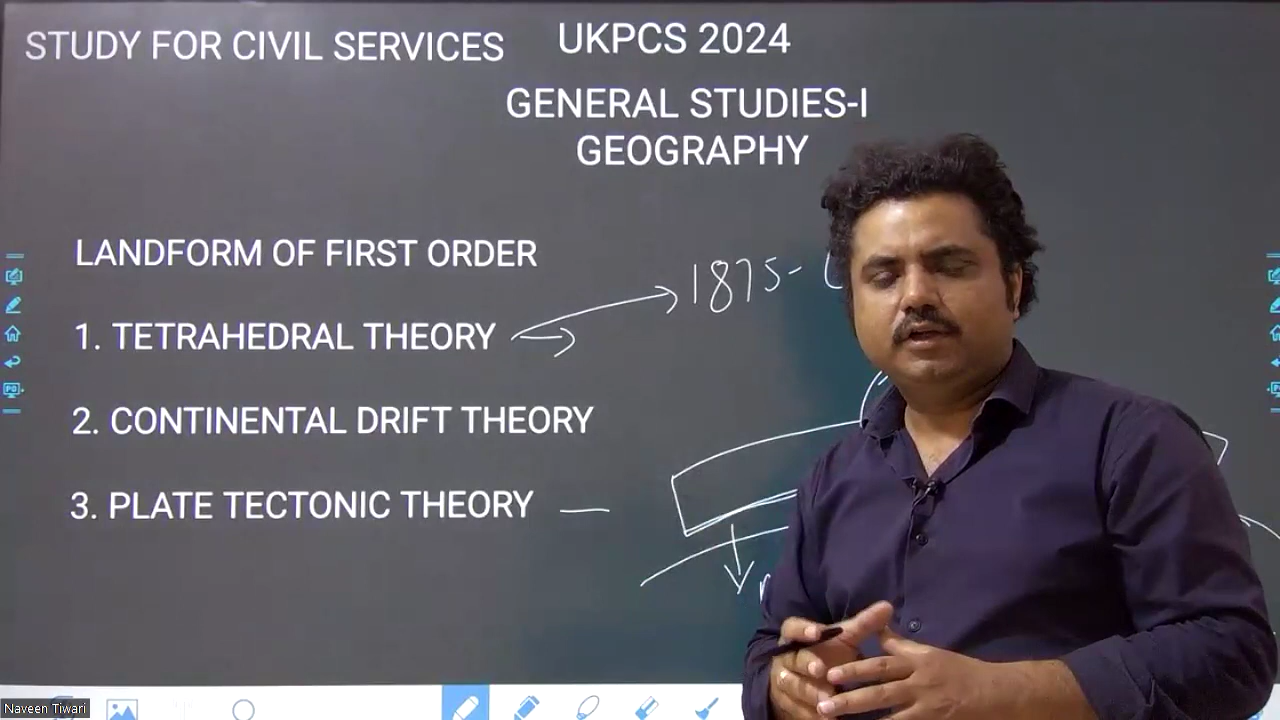 STUDY FOR CIVIL SERVICES
UKPCS 2024
GENERAL STUDIES-I
GEOGRAPHY
LANDFORM OF FIRST ORDER
1. TETRAHEDRAL THEORY
1875-
2. CONTINENTAL DRIFT THEORY
3. PLATE TECTONIC THEORY
Naveen Tiwari